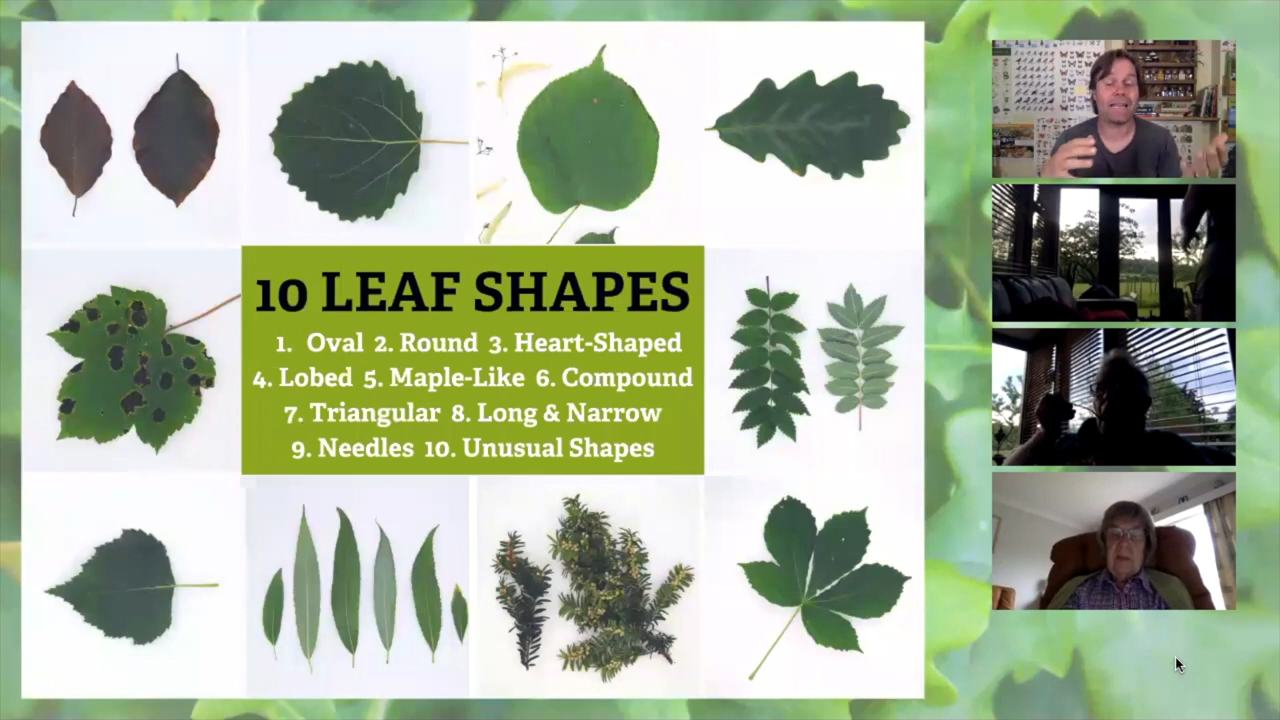 10 LEAF SHAPES
1. Oval 2. Round 3. Heart-Shaped
4. Lobed 5. Maple-Like 6. Compound
7. Triangular 8. Long & Narrow
9. Needles 10. Unusual Shapes